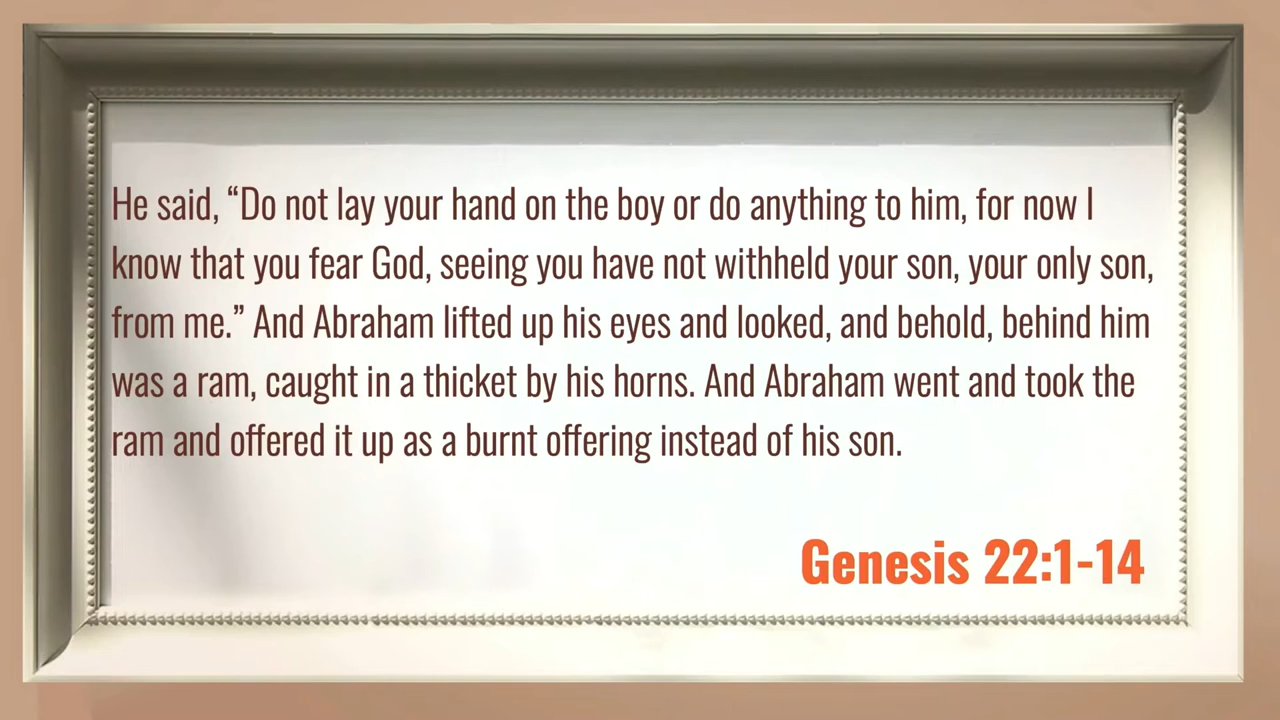 He said, “Do not lay your hand on the boy or do anything to him, for now I
know that you fear God, seeing you have not withheld your son, your only son,
from me.” And Abraham lifted up his eyes and looked, and behold, behind him
was a ram, caught in a thicket by his horns. And Abraham went and took the
ram and offered it up as a burnt offering instead of his son.
Genesis 22:1-14